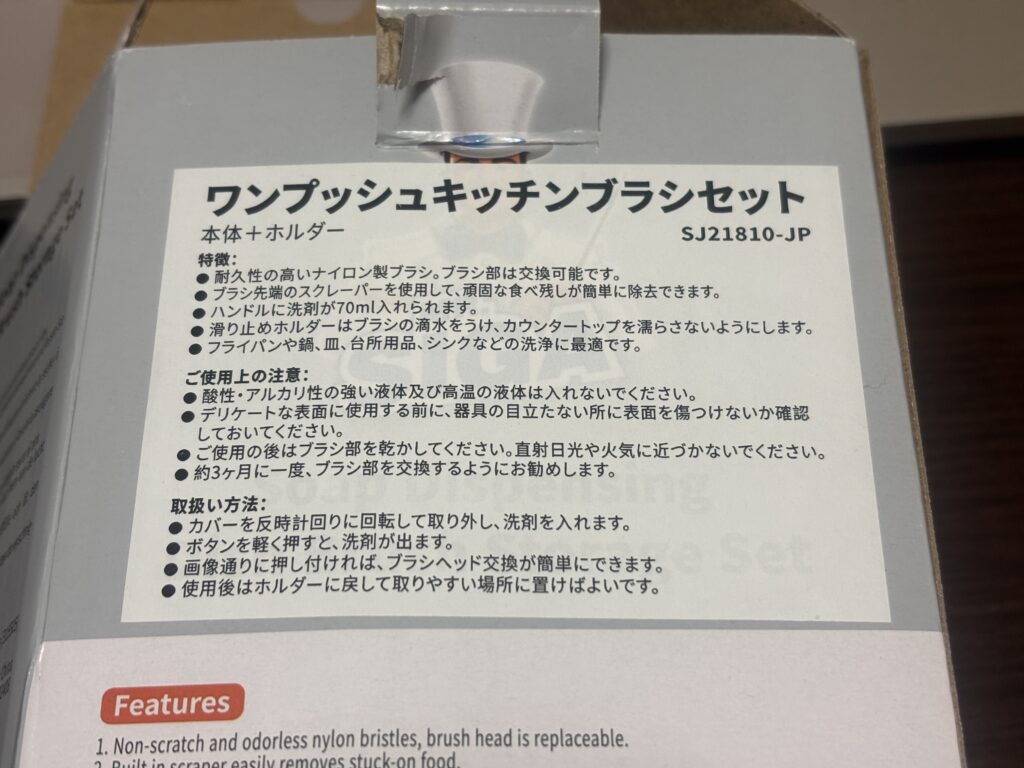 ワンプッシュキッチンブラシセット
本体＋ホルダー
SJ21810-JP
特徴：
● 耐久性の高いナイロン製ブラシ。ブラシ部は交換可能です。
● ブラシ先端のスクレーパーを使用して、頑固な食べ残しが簡単に除去できます。
● ハンドルに洗剤が70ml入れられます。
● 滑り止めホルダーはブラシの滴水をうけ、カウンタートップを濡らさないようにします。
● フライパンや鍋、皿、台所用品、シンクなどの洗浄に最適です。
ご使用上の注意：
● 酸性・アルカリ性の強い液体及び高温の液体は入れないでください。
● デリケートな表面に使用する前に、器具の目立たない所に表面を傷つけないか確認
しておいてください。
● ご使用の後はブラシ部を乾かしてください。直射日光や火気に近づかないでください。
● 約3ヶ月に一度、ブラシ部を交換するようにお勧めします。
取扱い方法：
● カバーを反時計回りに回転して取り外し、洗剤を入れます。
● ボタンを軽く押すと、洗剤が出ます。
● 画像通りに押し付ければ、ブラシヘッド交換が簡単にできます。
● 使用後はホルダーに戻して取りやすい場所に置けばよいです。
Soap Dispensing
Storage Set
Features
1. Non-scratch and odorless nylon bristles, brush head is replaceable.
2. Built in scraper easily removes stuck-on food.